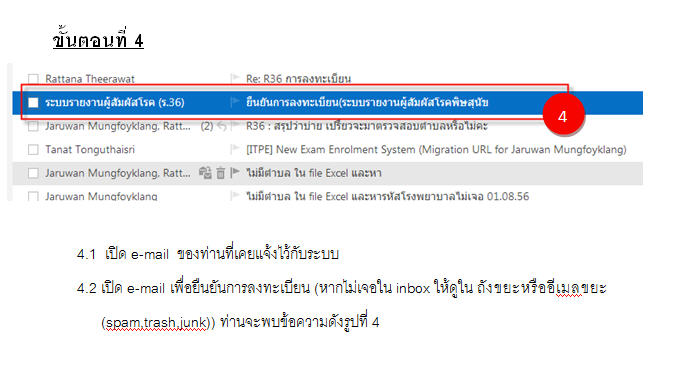 ขั้นตอนที่ 4
Rattana Theerawat Re: R36 การลงทะเบียน
ระบบรายงานผู้สัมผัสโรค (ร.36) ยืนยันการลงทะเบียน(ระบบรายงานผู้สัมผัสโรคพิษสุนัข
4
Jaruwan Mungfoyklang, Ratt... (2) R36 : สรุปว่าบ่าย เปรี้ยวจะมาตรวจสอบตำบลหรือไม่คะ
Tanat Tonguthaisri [ITPE] New Exam Enrolment System (Migration URL for Jaruwan Mungfoyklang)
Jaruwan Mungfoyklang, Ratt... ไม่มีตำบล ใน file Excel และหา
Jaruwan Mungfoyklang ไม่มีตำบล ใน file Excel และหารหัสโรงพยาบาลไม่เจอ 01.08.56
4.1 เปิด e-mail ของท่านที่เคยแจ้งไว้กับระบบ
4.2 เปิด e-mail เพื่อยืนยันการลงทะเบียน (หากไม่เจอใน inbox ให้ดูใน ถังขยะหรืออีเมลขยะ
(spam,trash,junk)) ท่านจะพบข้อความดังรูปที่ 4